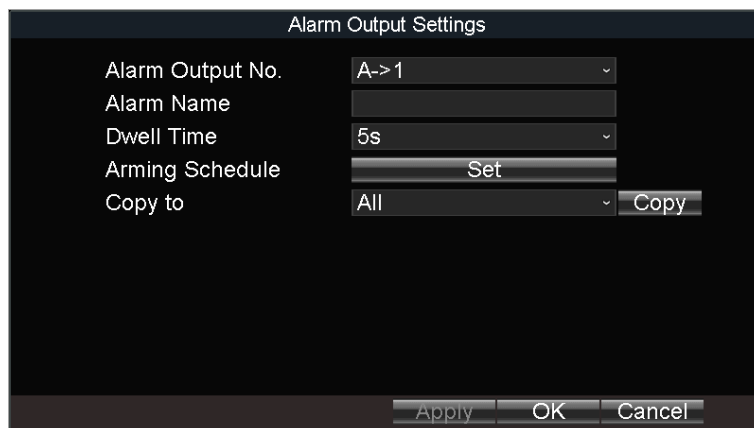 Alarm Output Settings
Alarm Output No. A->1
Alarm Name
Dwell Time 5s
Arming Schedule Set
Copy to All Copy
Apply OK Cancel